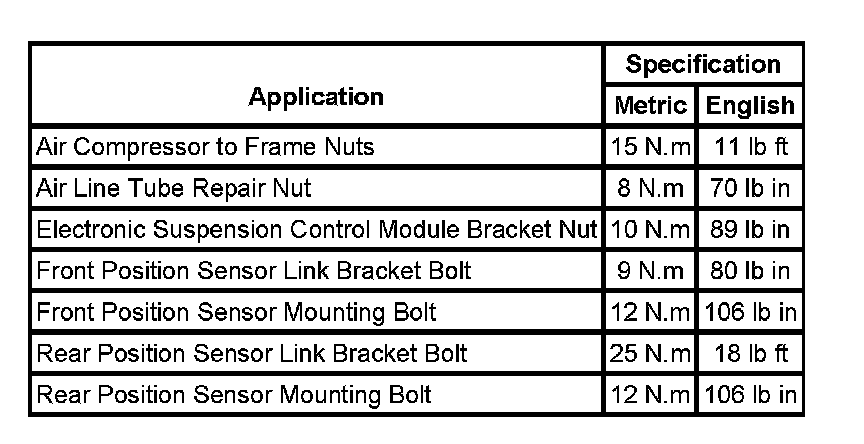 Application
Specification
Metric English
Air Compressor to Frame Nuts 15 N.m 11 lb ft
Air Line Tube Repair Nut 8 N.m 70 lb in
Electronic Suspension Control Module Bracket Nut 10 N.m 89 lb in
Front Position Sensor Link Bracket Bolt 9 N.m 80 lb in
Front Position Sensor Mounting Bolt 12 N.m 106 lb in
Rear Position Sensor Link Bracket Bolt 25 N.m 18 lb ft
Rear Position Sensor Mounting Bolt 12 N.m 106 lb in